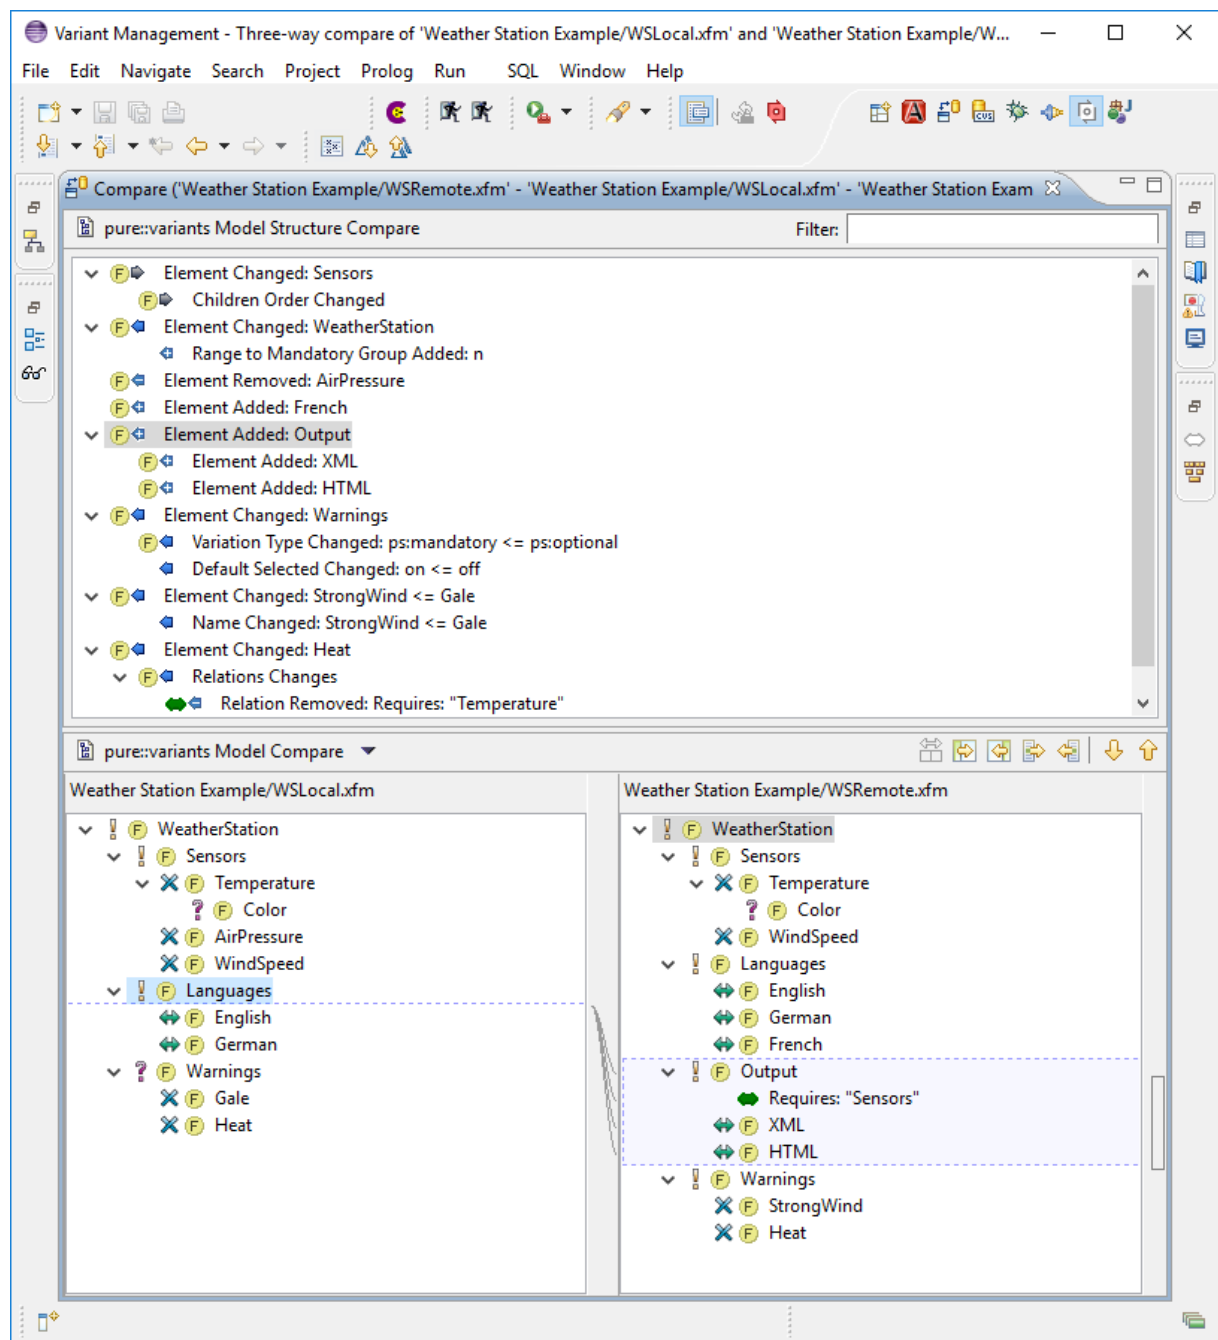 Variant Management - Three-way compare of 'Weather Station Example/WSLocal.xfm' and 'Weather Station Example/W...
File Edit Navigate Search Project Prolog Run SQL Window Help
Compare ('Weather Station Example/WSRemote.xfm' - 'Weather Station Example/WSLocal.xfm' - 'Weather Station Exam
pure::variants Model Structure Compare Filter:
Element Changed: Sensors
Children Order Changed
Element Changed: WeatherStation
Range to Mandatory Group Added: n
Element Removed: AirPressure
Element Added: French
Element Added: Output
Element Added: XML
Element Added: HTML
Element Changed: Warnings
Variation Type Changed: ps:mandatory <= ps:optional
Default Selected Changed: on <= off
Element Changed: StrongWind <= Gale
Name Changed: StrongWind <= Gale
Element Changed: Heat
Relations Changes
Relation Removed: Requires: "Temperature"
pure::variants Model Compare
Weather Station Example/WSLocal.xfm
WeatherStation
Sensors
Temperature
Color
AirPressure
WindSpeed
Languages
English
German
Warnings
Gale
Heat
Weather Station Example/WSRemote.xfm
WeatherStation
Sensors
Temperature
Color
WindSpeed
Languages
English
German
French
Output
Requires: "Sensors"
XML
HTML
Warnings
StrongWind
Heat